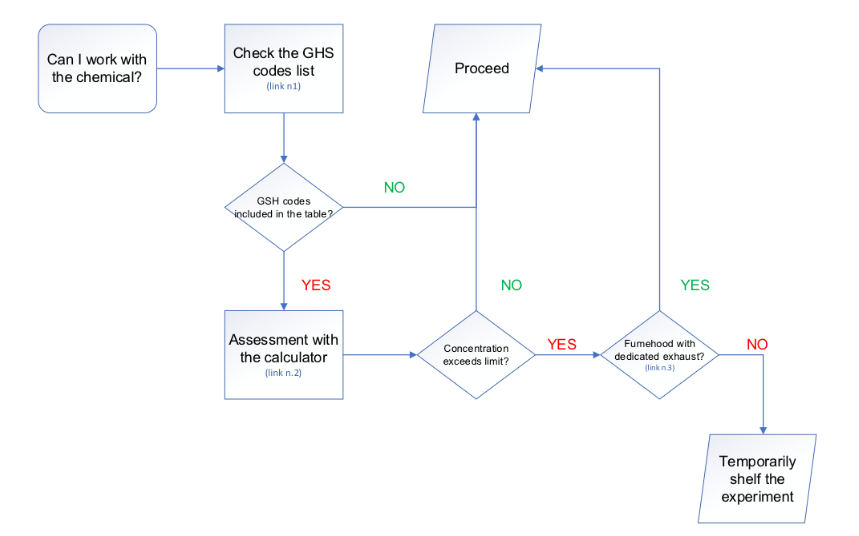 Can I work with
the chemical?
Check the GHS
codes list
(link n1)
Proceed
GSH codes
included in the table?
NO
YES
Assessment with
the calculator
(link n.2)
NO
Concentration
exceeds limit?
YES
YES
Fumehood with
dedicated exhaust?
(link n.3)
NO
Temporarily
shelf the
experiment